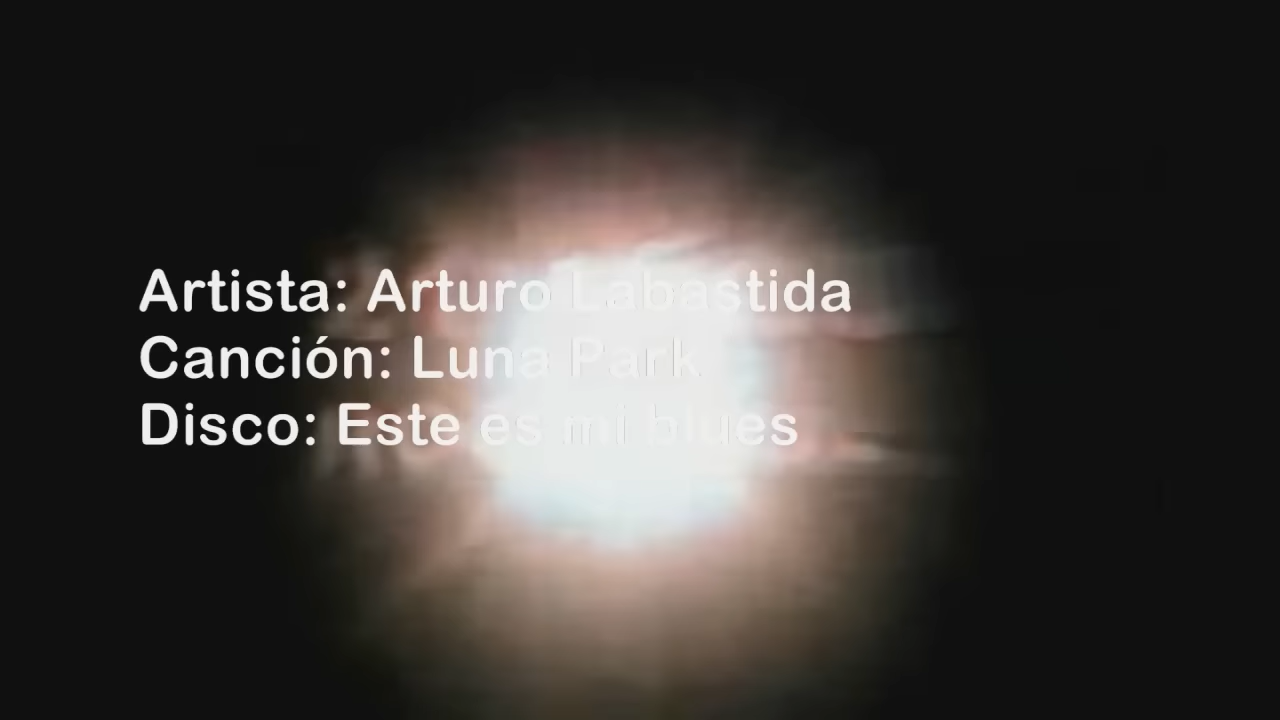 Artista: Arturo Labastida
Canción: Luna Park
Disco: Este es mi blues